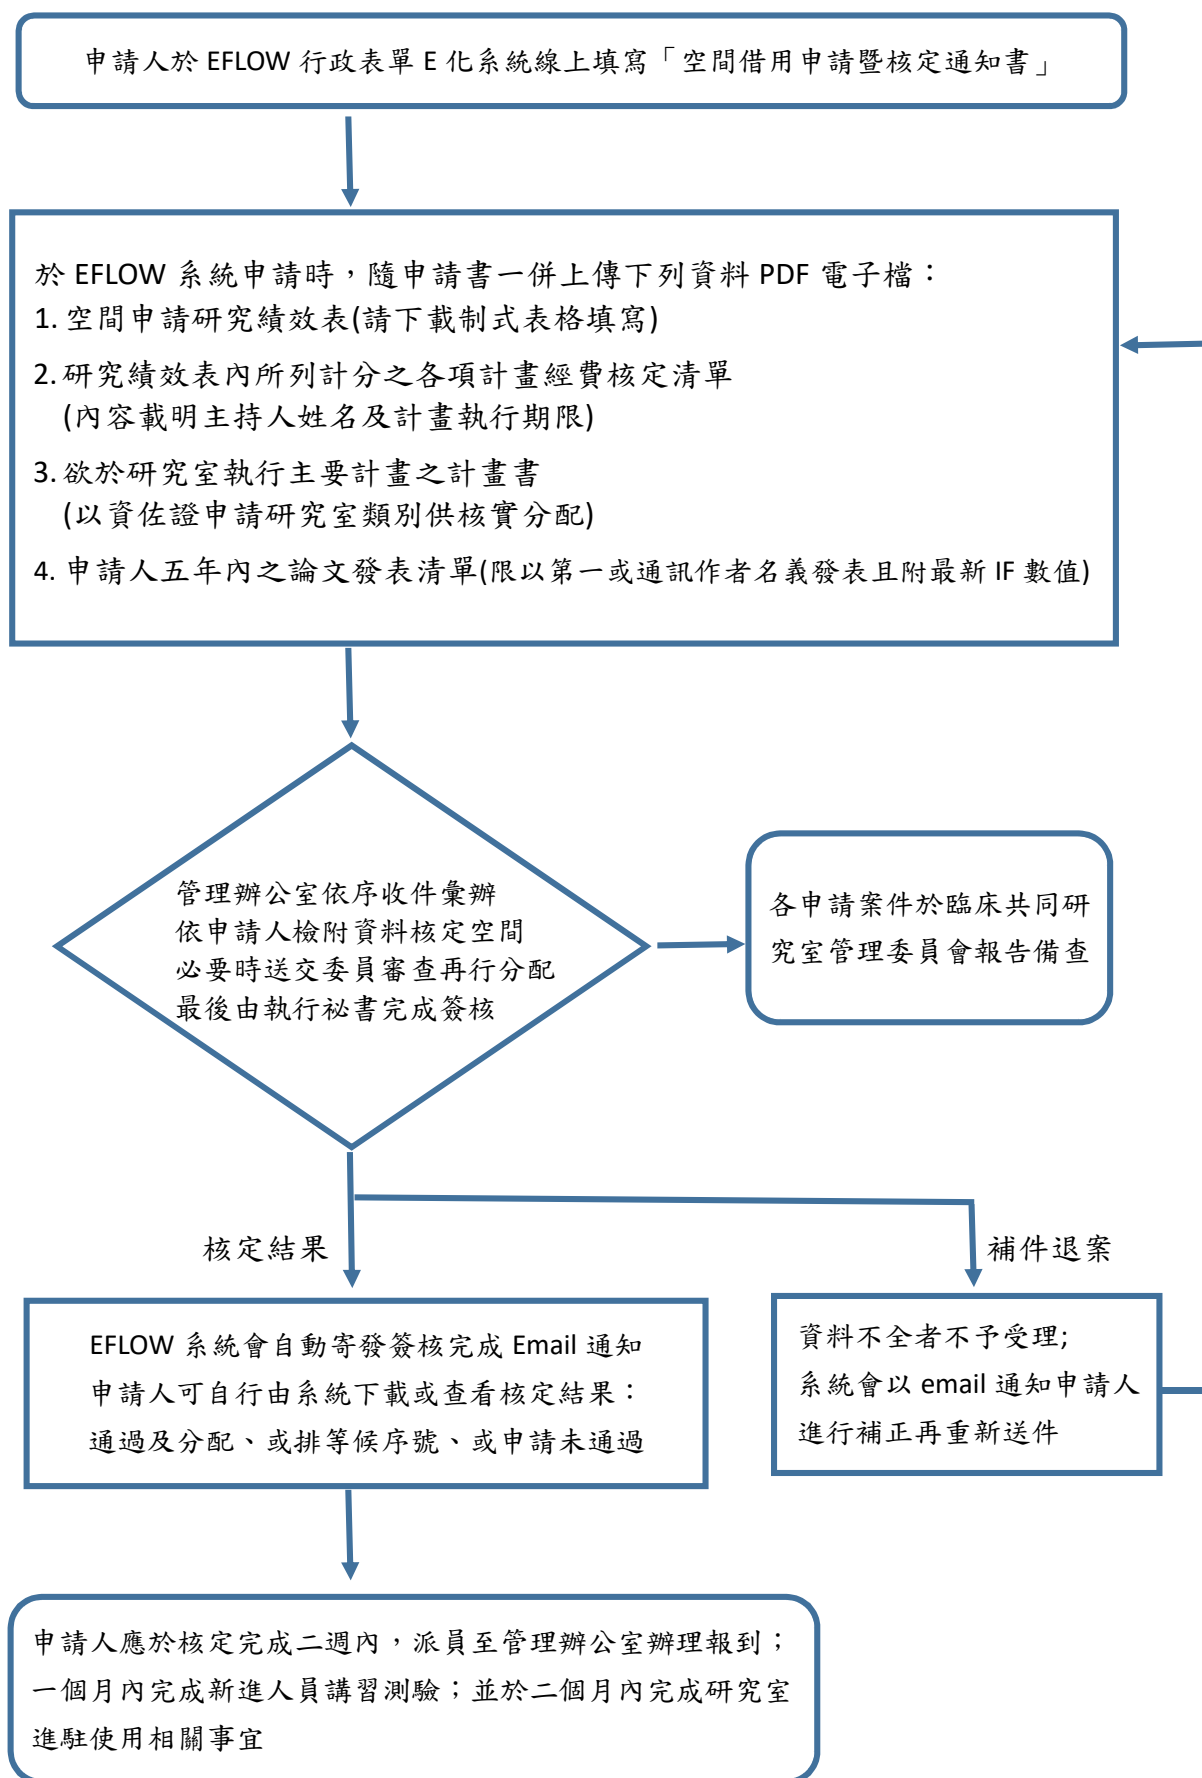 申請人於 EFLOW 行政表單 E 化系統線上填寫「空間借用申請暨核定通知書」
於 EFLOW 系統申請時，隨申請書一併上傳下列資料 PDF 電子檔：
1. 空間申請研究績效表(請下載制式表格填寫)
2. 研究績效表內所列計分之各項計畫經費核定清單
(內容載明主持人姓名及計畫執行期限)
3. 欲於研究室執行主要計畫之計畫書
(以資佐證申請研究室類別供核實分配)
4. 申請人五年內之論文發表清單(限以第一或通訊作者名義發表且附最新 IF 數值)
管理辦公室依序收件彙辦
依申請人檢附資料核定空間
必要時送交委員審查再行分配
最後由執行祕書完成簽核
各申請案件於臨床共同研
究室管理委員會報告備查
核定結果
補件退案
EFLOW 系統會自動寄發簽核完成 Email 通知
申請人可自行由系統下載或查看核定結果：
通過及分配、或排等候序號、或申請未通過
資料不全者不予受理;
系統會以 email 通知申請人
進行補正再重新送件
申請人應於核定完成二週內，派員至管理辦公室辦理報到；
一個月內完成新進人員講習測驗；並於二個月內完成研究室
進駐使用相關事宜